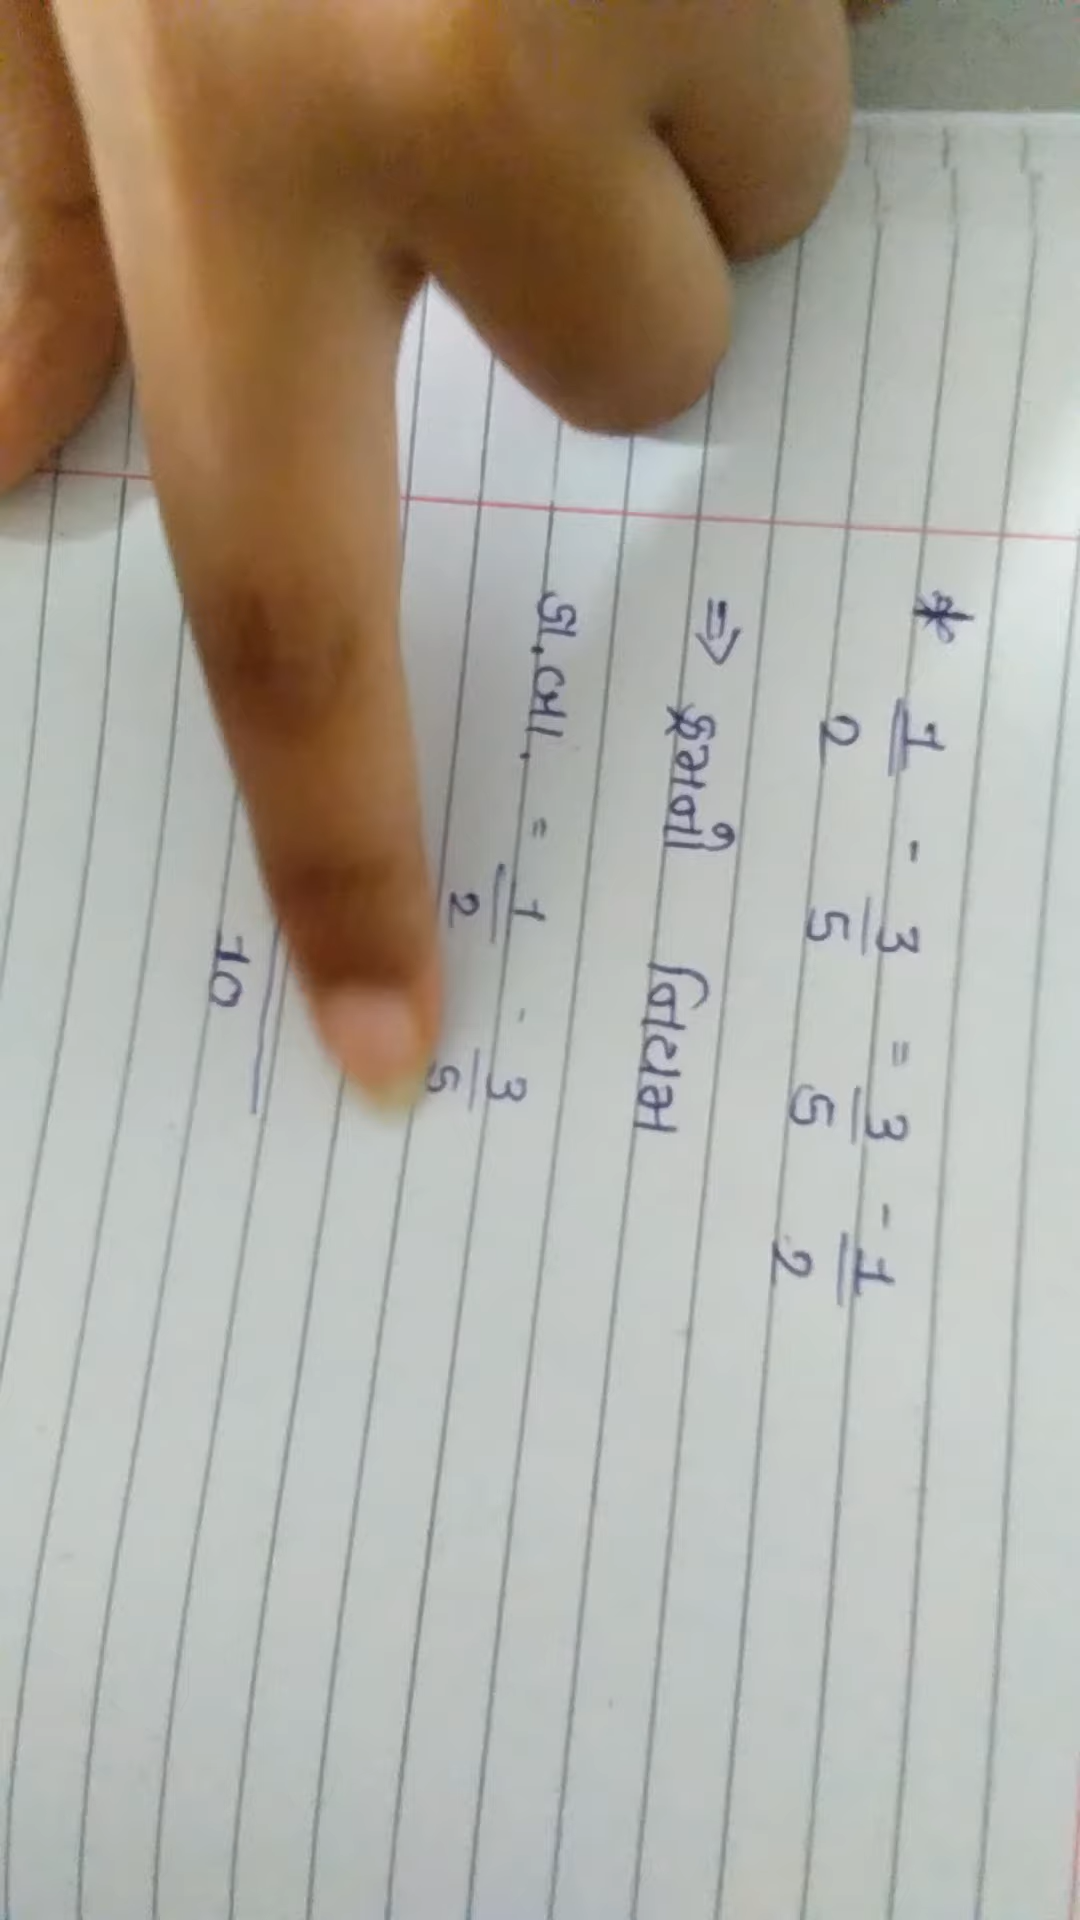 * 1/2 - 3/5 = 3/5 - 1/2
⇒ ક્રમનો નિયમ
ડા.બા. = 1/2 - 3/5
10